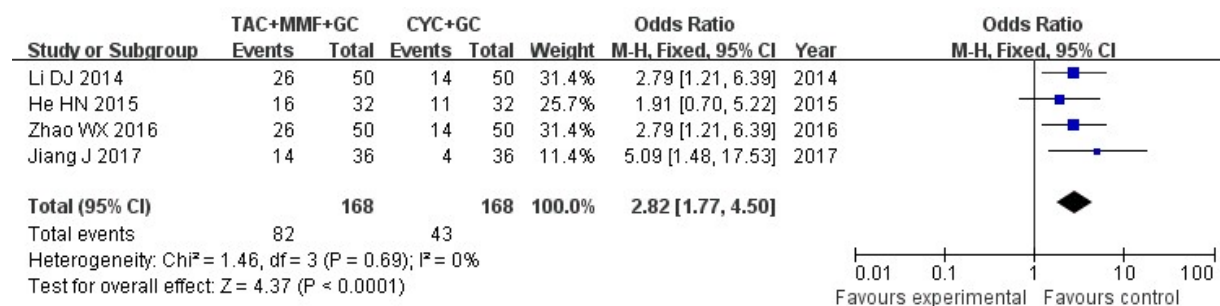 TAC+MMF+GC CYC+GC Odds Ratio Odds Ratio
Study or Subgroup Events Total Events Total Weight M-H, Fixed, 95% CI Year M-H, Fixed, 95% CI
Li DJ 2014 26 50 14 50 31.4% 2.79 [1.21, 6.39] 2014
He HN 2015 16 32 11 32 25.7% 1.91 [0.70, 5.22] 2015
Zhao WX 2016 26 50 14 50 31.4% 2.79 [1.21, 6.39] 2016
Jiang J 2017 14 36 4 36 11.4% 5.09 [1.48, 17.53] 2017
Total (95% CI) 168 168 100.0% 2.82 [1.77, 4.50]
Total events 82 43
Heterogeneity: Chi² = 1.46, df = 3 (P = 0.69); I² = 0%
Test for overall effect: Z = 4.37 (P < 0.0001)
0.01 0.1 1 10 100
Favours experimental Favours control